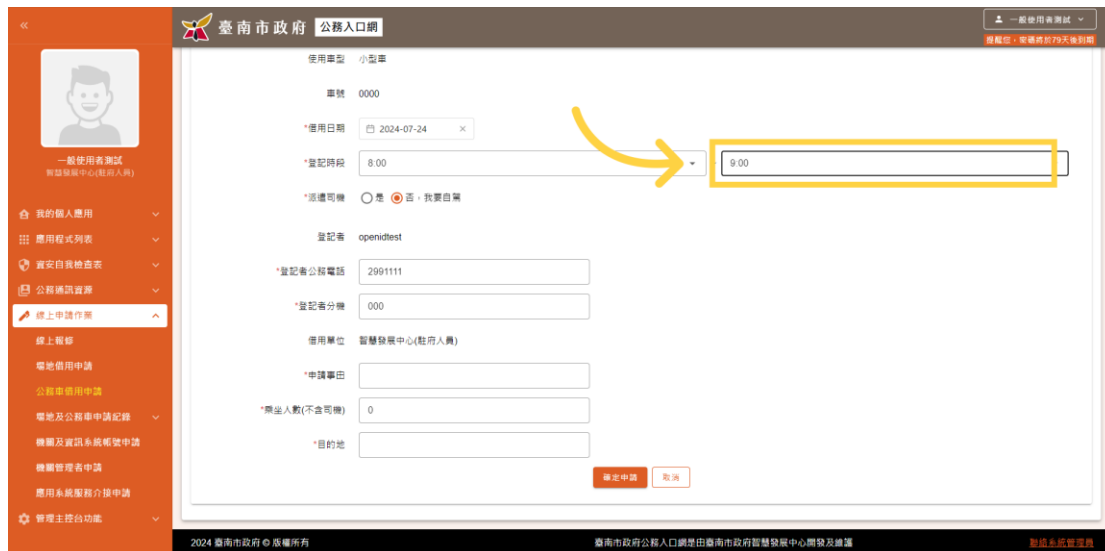 «
臺南市政府 公務入口網
一般使用者測試
提醒您，密碼將於79天後到期
一般使用者測試
智慧發展中心(駐府人員)
我的個人應用
應用程式列表
資安自我檢查表
公務通訊資源
線上申請作業
線上報修
場地借用申請
公務車借用申請
場地及公務車申請記錄
機關及資訊系統帳號申請
機關管理者申請
應用系統服務介接申請
管理主控台功能
使用車型 小型車
車號 0000
*借用日期 2024-07-24 ×
*登記時段 8:00 - 9:00
*派遣司機 是 否，我要自駕
登記者 openidtest
*登記者公務電話 2991111
*登記者分機 000
借用單位 智慧發展中心(駐府人員)
*申請事由
*乘坐人數(不含司機) 0
*目的地
確定申請 取消
2024 臺南市政府 © 版權所有 臺南市政府公務入口網是由臺南市政府智慧發展中心開發及維護 聯絡系統管理員